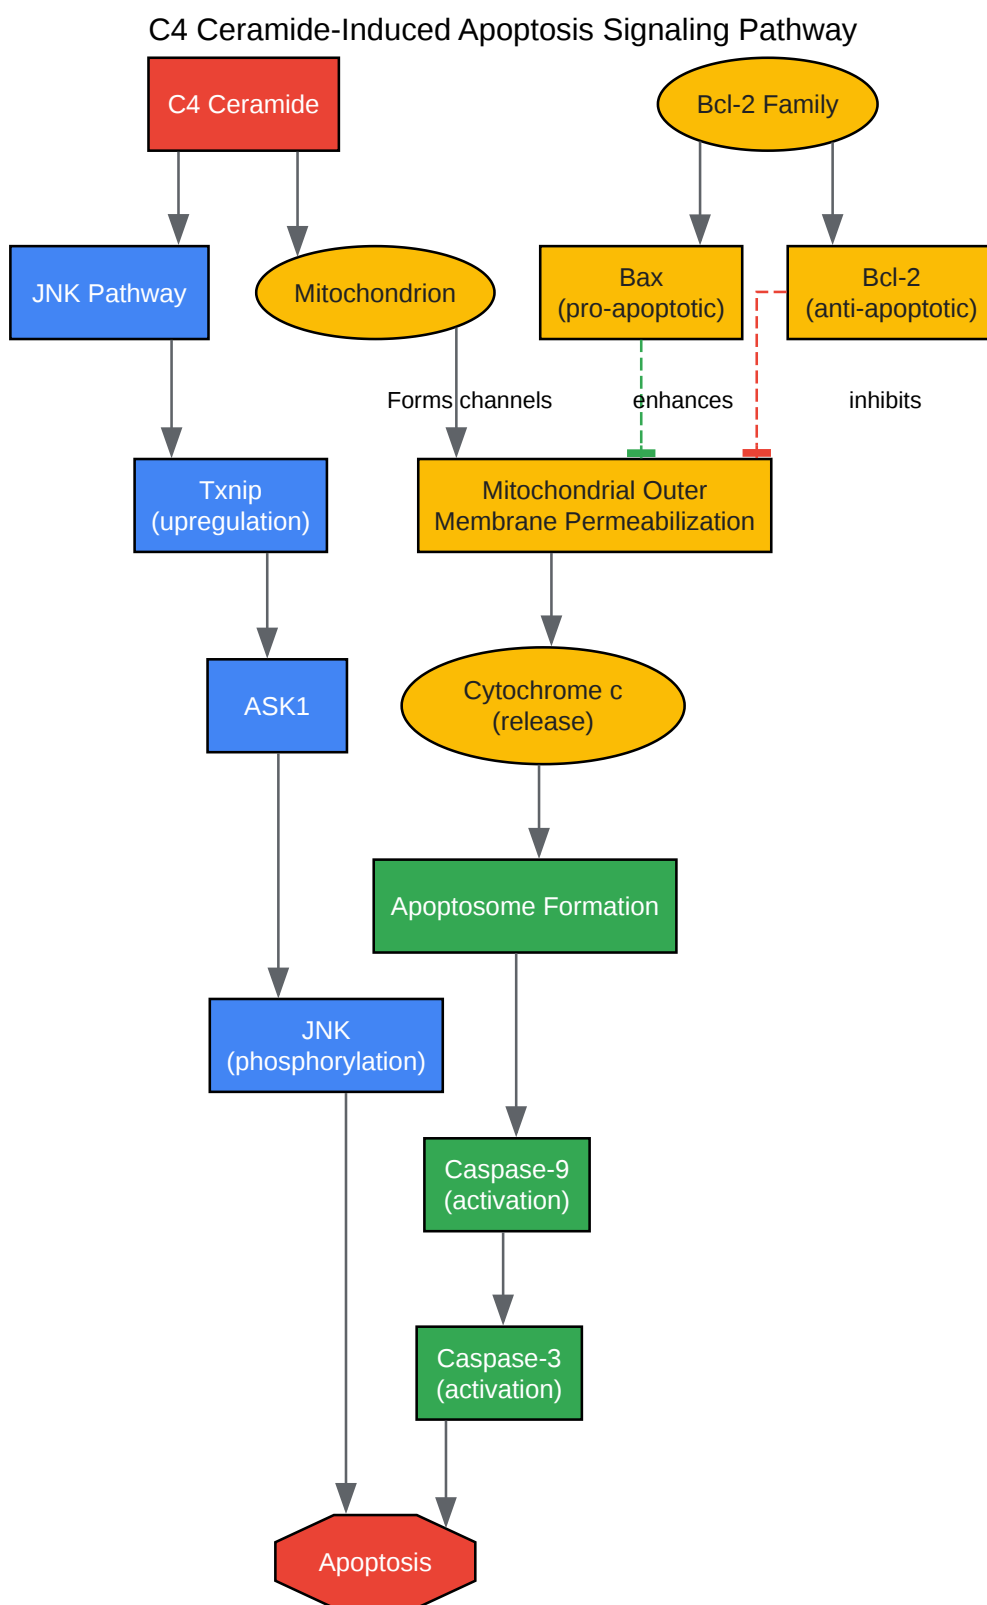 C4 Ceramide-Induced Apoptosis Signaling Pathway
C4 Ceramide
Bcl-2 Family
JNK Pathway
Mitochondrion
Bax
(pro-apoptotic)
Bcl-2
(anti-apoptotic)
Forms channels
enhances
inhibits
Txnip
(upregulation)
Mitochondrial Outer
Membrane Permeabilization
ASK1
Cytochrome c
(release)
Apoptosome Formation
JNK
(phosphorylation)
Caspase-9
(activation)
Caspase-3
(activation)
Apoptosis